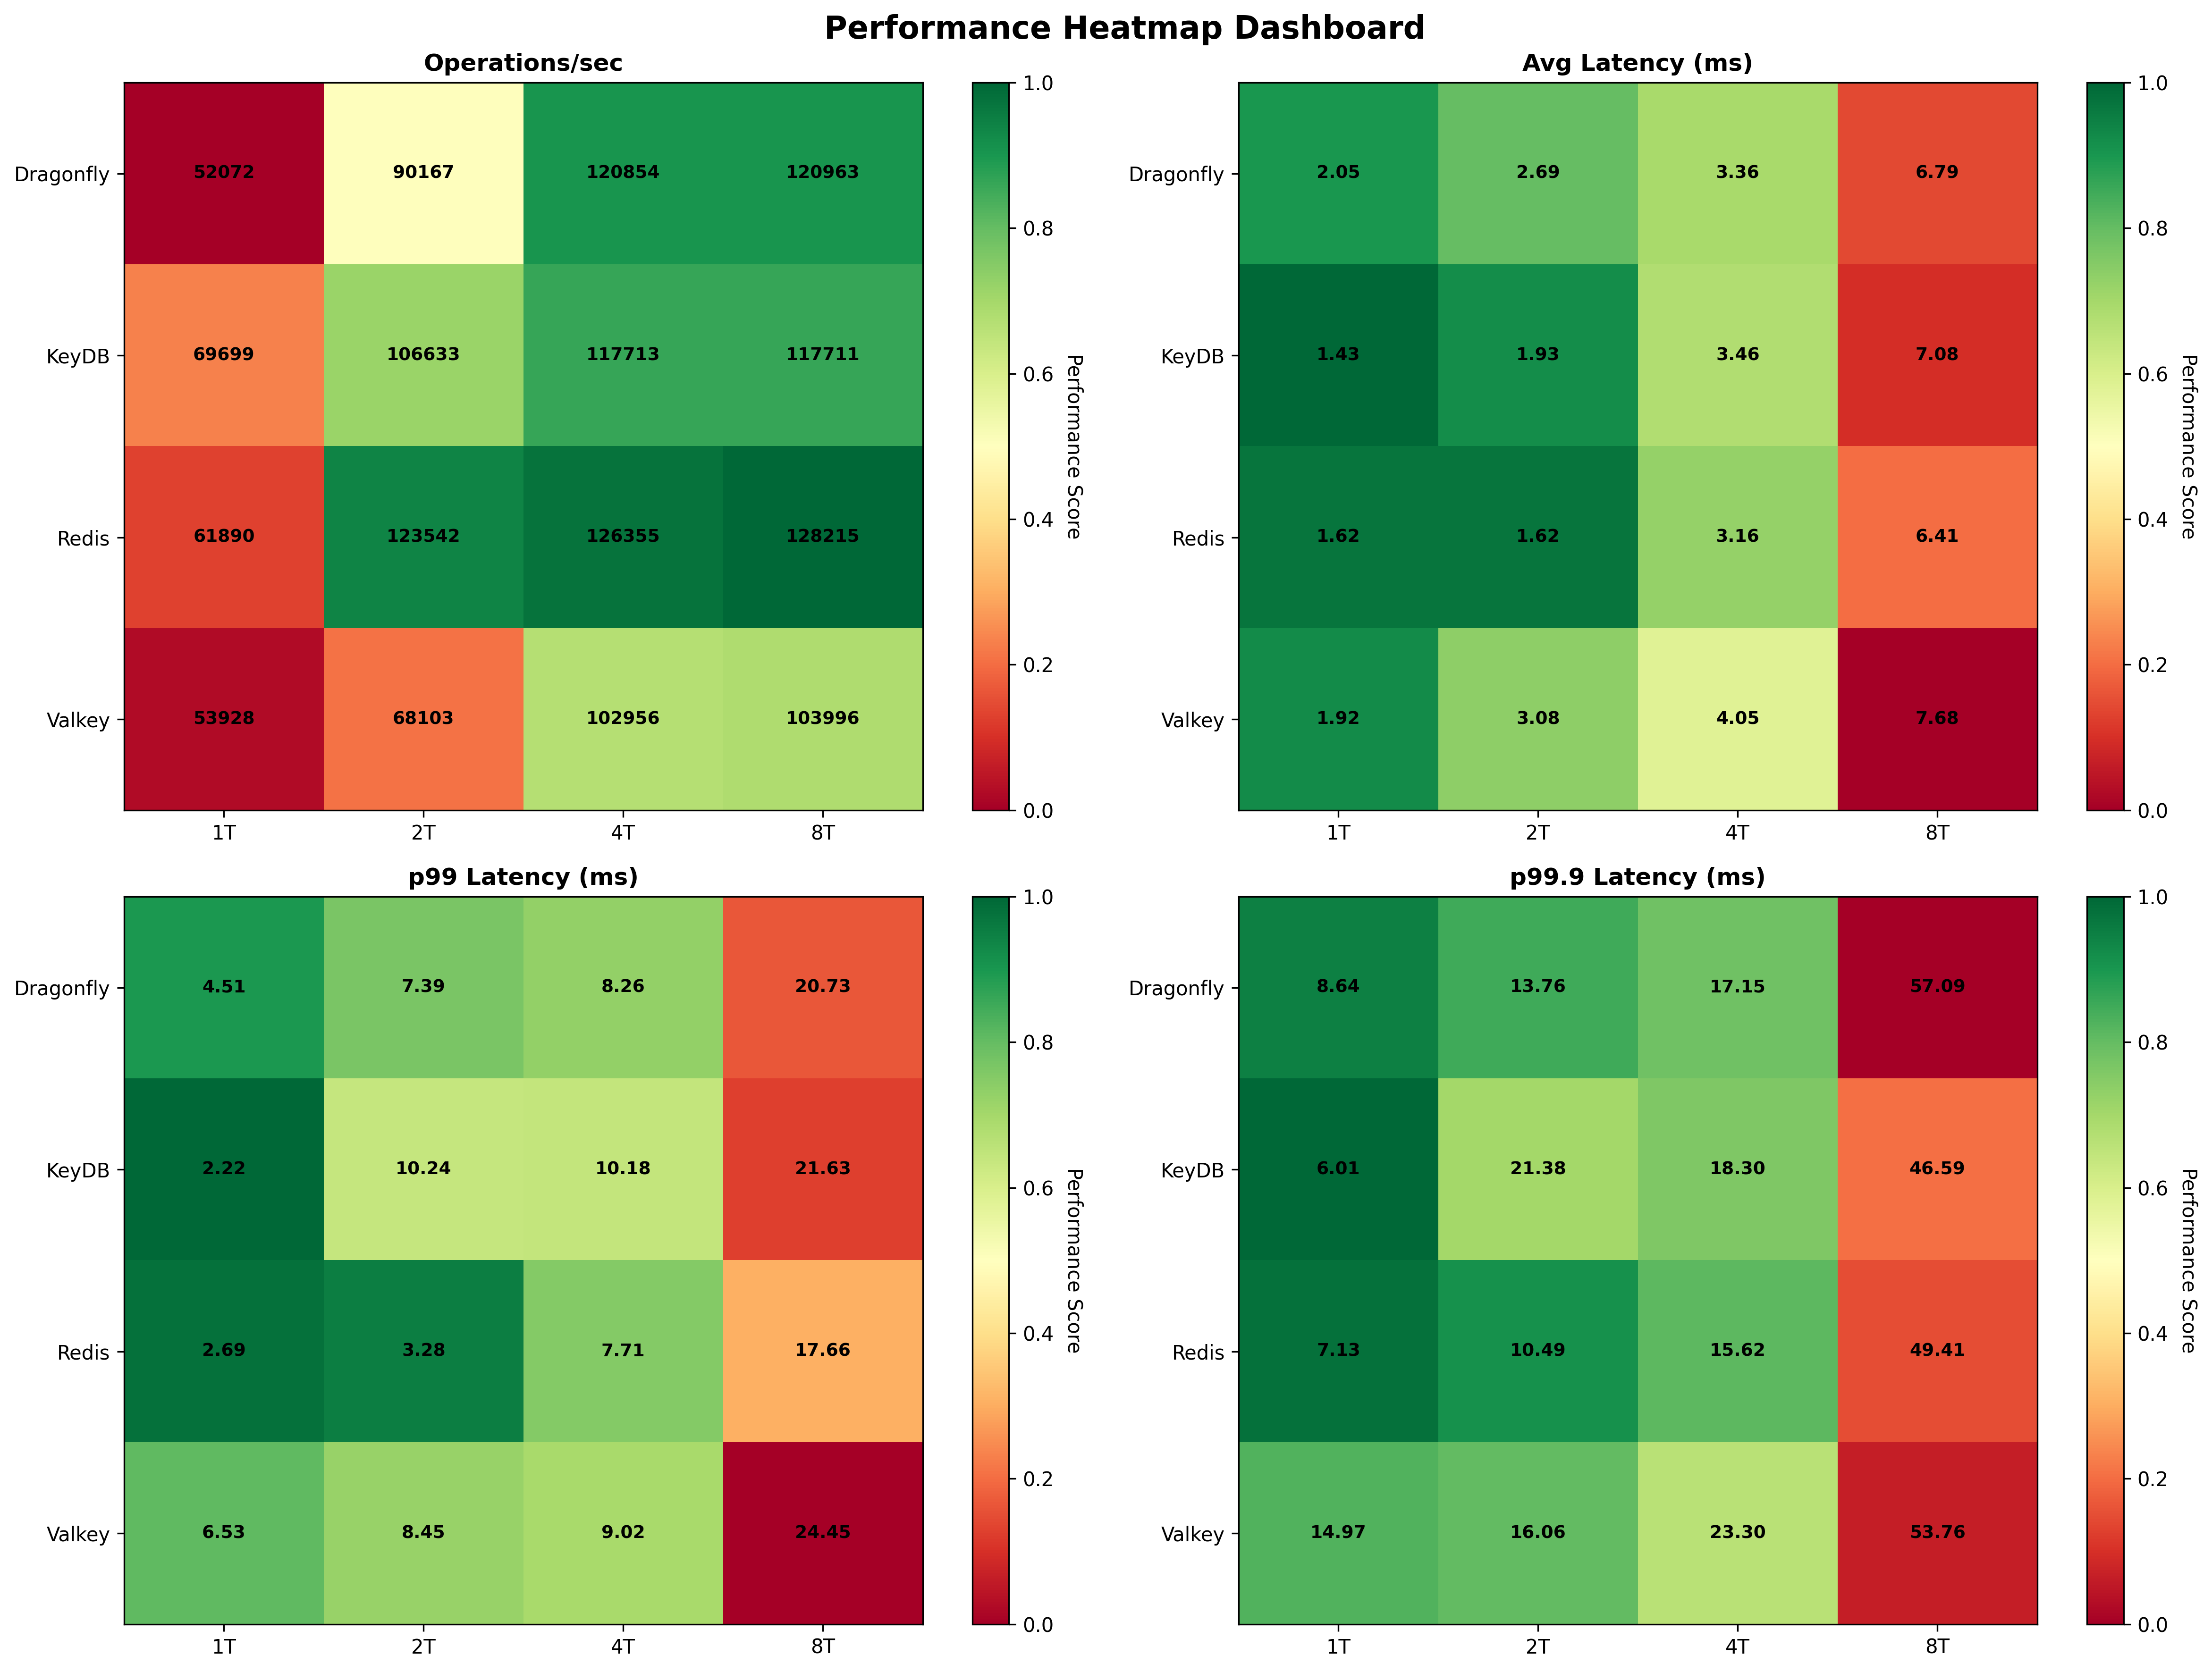 Performance Heatmap Dashboard
Operations/sec
Dragonfly 52072 90167 120854 120963
KeyDB 69699 106633 117713 117711
Redis 61890 123542 126355 128215
Valkey 53928 68103 102956 103996
1T 2T 4T 8T
1.0
0.8
0.6
0.4
0.2
0.0
Performance Score
Avg Latency (ms)
Dragonfly 2.05 2.69 3.36 6.79
KeyDB 1.43 1.93 3.46 7.08
Redis 1.62 1.62 3.16 6.41
Valkey 1.92 3.08 4.05 7.68
1T 2T 4T 8T
1.0
0.8
0.6
0.4
0.2
0.0
Performance Score
p99 Latency (ms)
Dragonfly 4.51 7.39 8.26 20.73
KeyDB 2.22 10.24 10.18 21.63
Redis 2.69 3.28 7.71 17.66
Valkey 6.53 8.45 9.02 24.45
1T 2T 4T 8T
1.0
0.8
0.6
0.4
0.2
0.0
Performance Score
p99.9 Latency (ms)
Dragonfly 8.64 13.76 17.15 57.09
KeyDB 6.01 21.38 18.30 46.59
Redis 7.13 10.49 15.62 49.41
Valkey 14.97 16.06 23.30 53.76
1T 2T 4T 8T
1.0
0.8
0.6
0.4
0.2
0.0
Performance Score